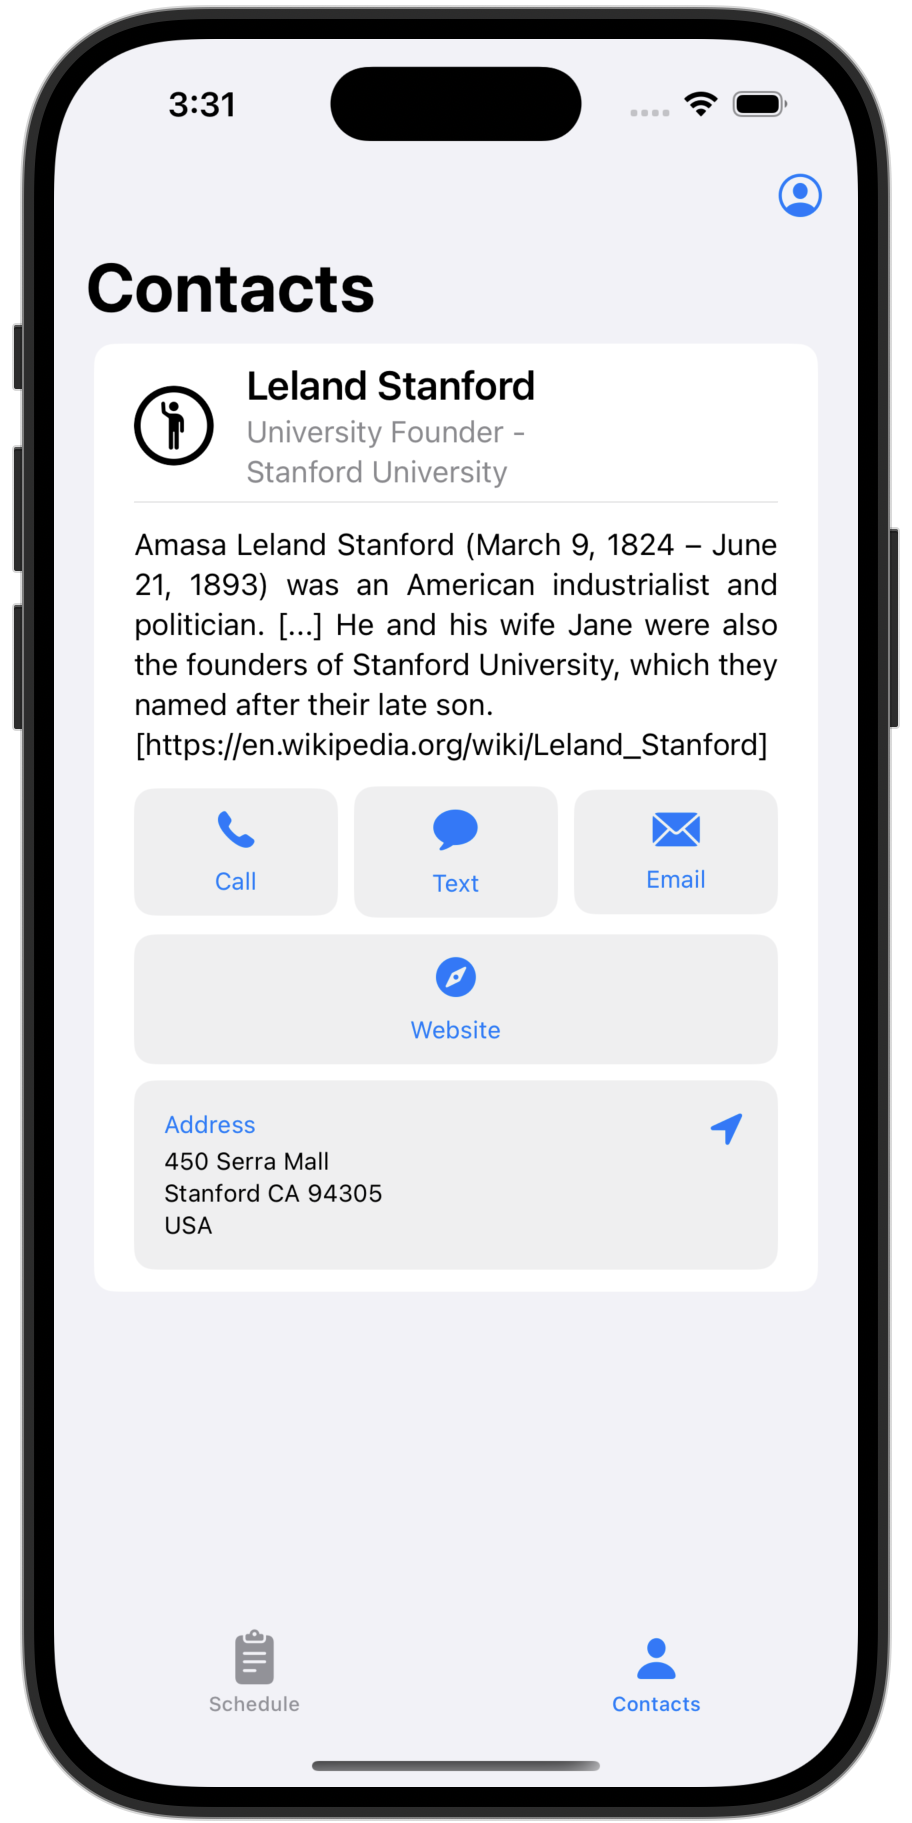 3:31
Contacts
Leland Stanford
University Founder -
Stanford University
Amasa Leland Stanford (March 9, 1824 – June
21, 1893) was an American industrialist and
politician. [...] He and his wife Jane were also
the founders of Stanford University, which they
named after their late son.
[https://en.wikipedia.org/wiki/Leland_Stanford]
Call
Text
Email
Website
Address
450 Serra Mall
Stanford CA 94305
USA
Schedule
Contacts